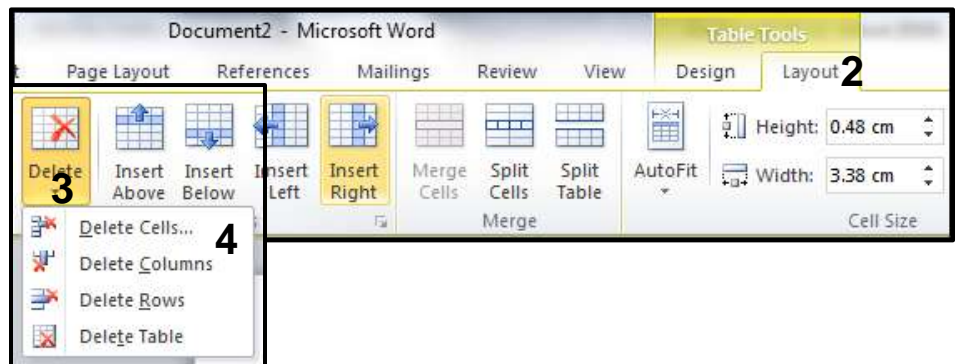 Document2 - Microsoft Word
Table Tools
t Page Layout References Mailings Review View Design Layout 2
Delete 3
Insert Above
Insert Below
Insert Left
Insert Right
Merge Cells
Split Cells
Split Table
AutoFit
Height: 0.48 cm
Width: 3.38 cm
Merge
Cell Size
Delete Cells... 4
Delete Columns
Delete Rows
Delete Table